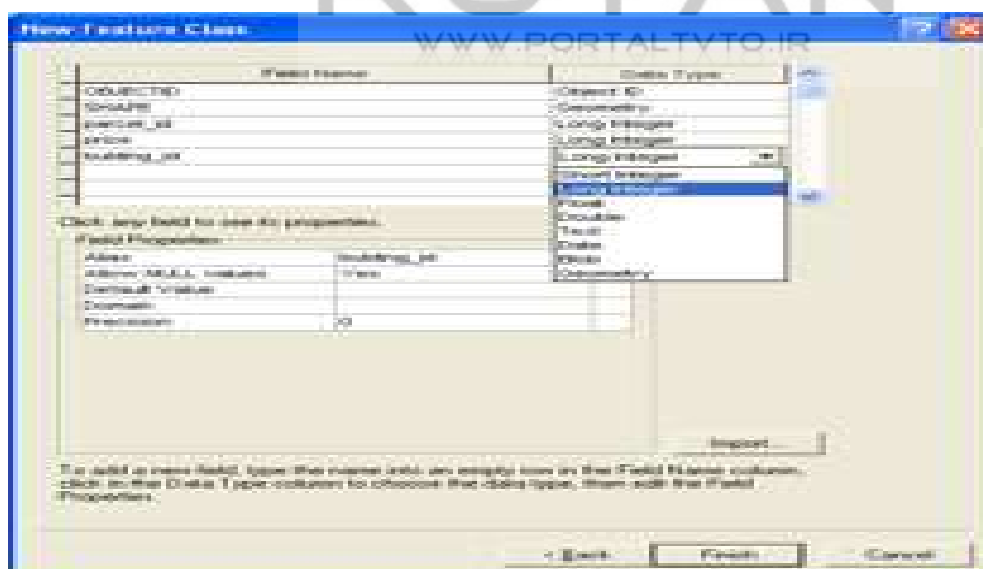 WWW.PORTALTVTO.IR
New Feature Class
Field Name Data Type
OBJECTID Object ID
SHAPE Geometry
parcel_id Long Integer
price Long Integer
building_id Long Integer
Short Integer
Long Integer
Float
Double
Text
Date
Blob
Geometry
Click any field to see its properties.
Field Properties
Alias building_id
Allow NULL values Yes
Default Value
Domain
Precision 0
Import...
To add a new field, type the name into an empty row in the Field Name column,
click in the Data Type column to choose the data type, then edit the Field
Properties.
< Back Finish Cancel